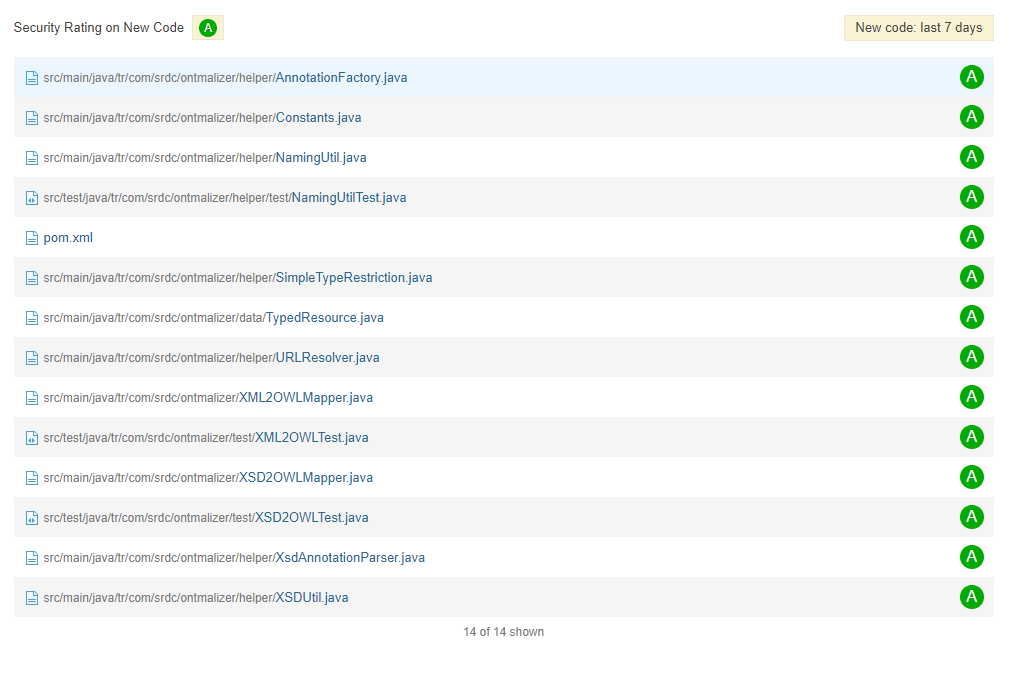 Security Rating on New Code A New code: last 7 days
src/main/java/tr/com/srdc/ontmalizer/helper/AnnotationFactory.java A
src/main/java/tr/com/srdc/ontmalizer/helper/Constants.java A
src/main/java/tr/com/srdc/ontmalizer/helper/NamingUtil.java A
src/test/java/tr/com/srdc/ontmalizer/helper/test/NamingUtilTest.java A
pom.xml A
src/main/java/tr/com/srdc/ontmalizer/helper/SimpleTypeRestriction.java A
src/main/java/tr/com/srdc/ontmalizer/data/TypedResource.java A
src/main/java/tr/com/srdc/ontmalizer/helper/URLResolver.java A
src/main/java/tr/com/srdc/ontmalizer/XML2OWLMapper.java A
src/test/java/tr/com/srdc/ontmalizer/test/XML2OWLTest.java A
src/main/java/tr/com/srdc/ontmalizer/XSD2OWLMapper.java A
src/test/java/tr/com/srdc/ontmalizer/test/XSD2OWLTest.java A
src/main/java/tr/com/srdc/ontmalizer/helper/XsdAnnotationParser.java A
src/main/java/tr/com/srdc/ontmalizer/helper/XSDUtil.java A
14 of 14 shown